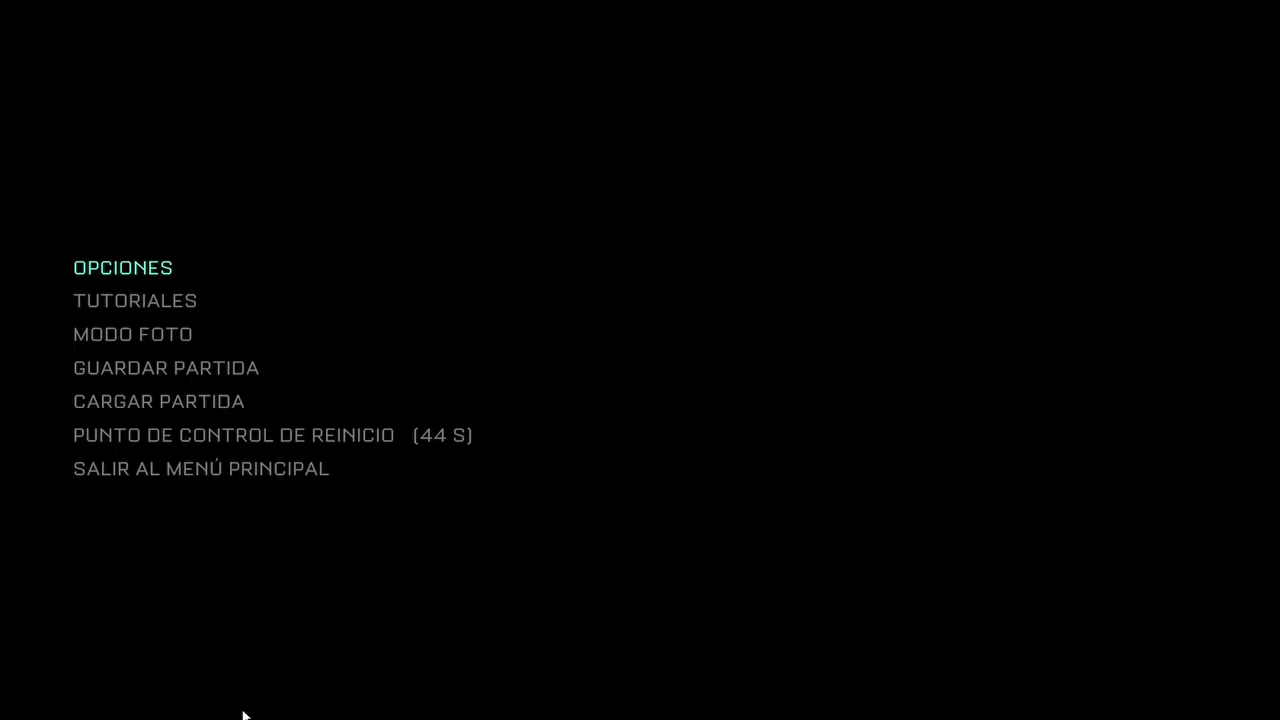 OPCIONES
TUTORIALES
MODO FOTO
GUARDAR PARTIDA
CARGAR PARTIDA
PUNTO DE CONTROL DE REINICIO (44 S)
SALIR AL MENÚ PRINCIPAL